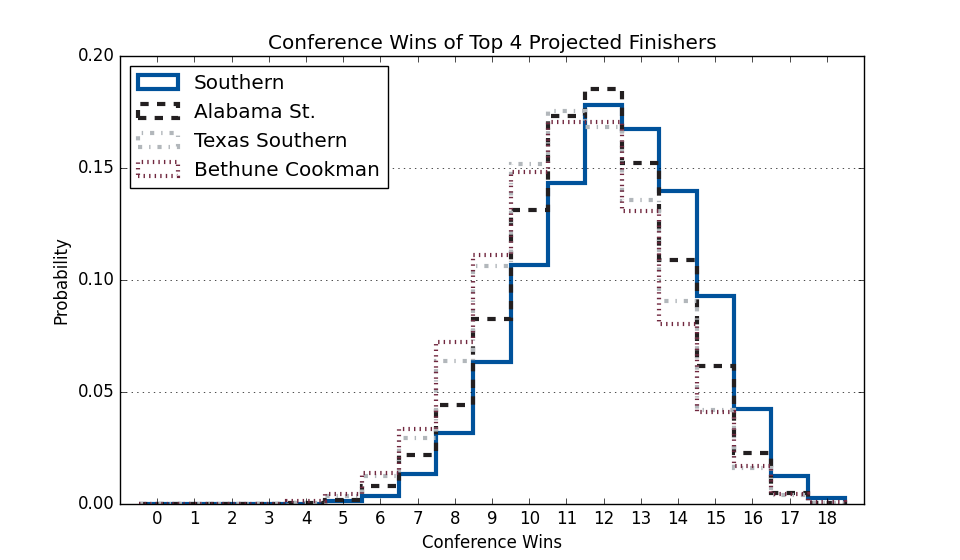 Conference Wins of Top 4 Projected Finishers
0.20
0.15
0.10
0.05
0.00
Probability
Southern
Alabama St.
Texas Southern
Bethune Cookman
0 1 2 3 4 5 6 7 8 9 10 11 12 13 14 15 16 17 18
Conference Wins